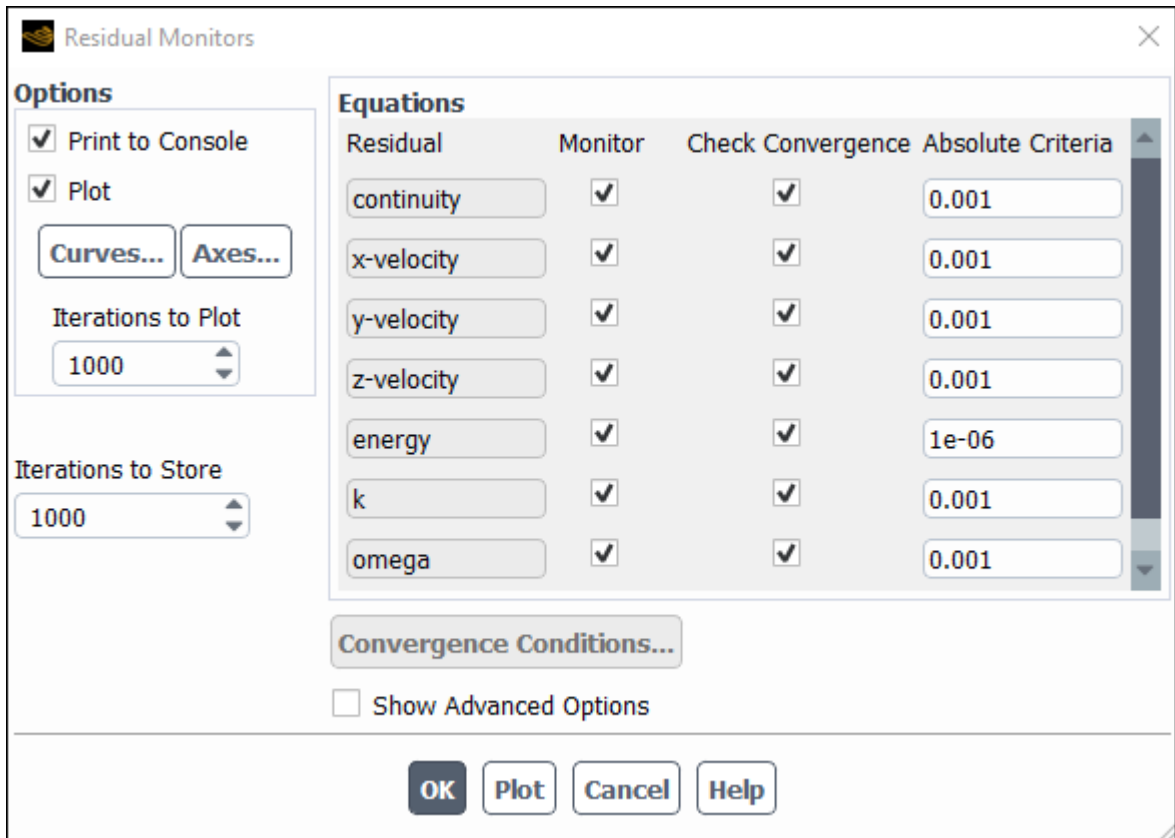 Residual Monitors
Options
Print to Console
Plot
Curves... Axes...
Iterations to Plot
1000
Iterations to Store
1000
Equations
Residual Monitor Check Convergence Absolute Criteria
continuity 0.001
x-velocity 0.001
y-velocity 0.001
z-velocity 0.001
energy 1e-06
k 0.001
omega 0.001
Convergence Conditions...
Show Advanced Options
OK Plot Cancel Help